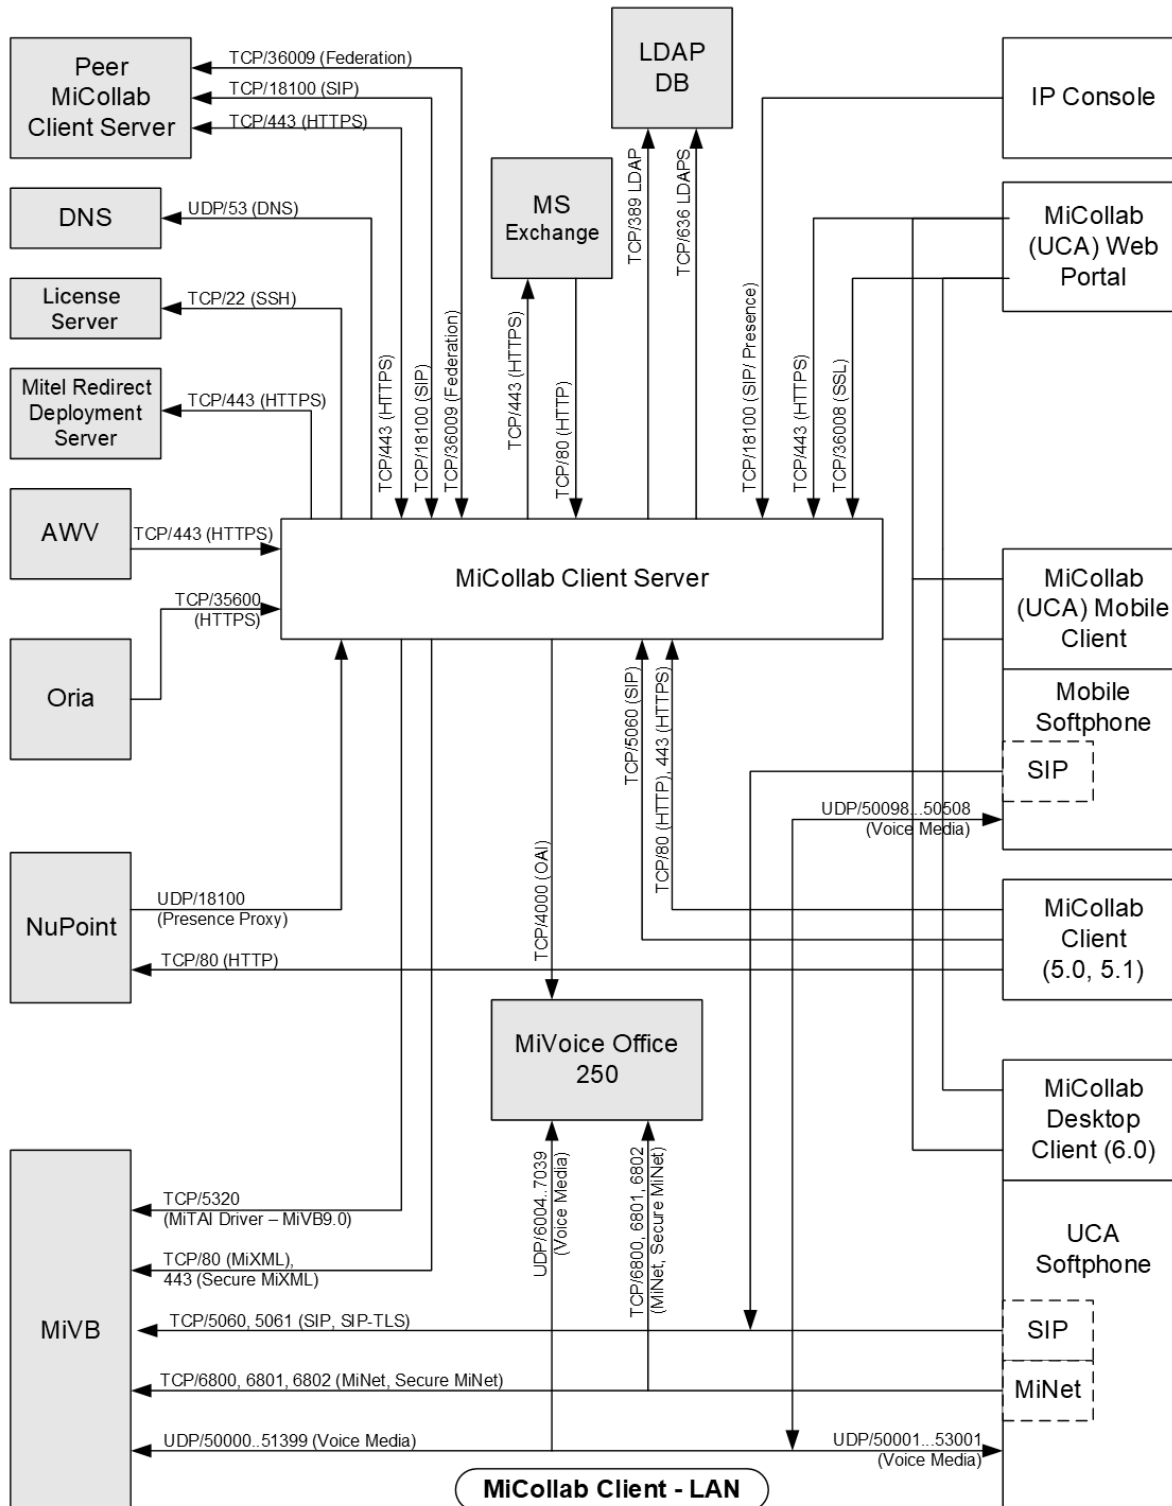 Peer
MiCollab
Client Server
TCP/36009 (Federation)
TCP/18100 (SIP)
TCP/443 (HTTPS)
LDAP
DB
IP Console
DNS
UDP/53 (DNS)
MS
Exchange
TCP/389 LDAP
TCP/636 LDAPS
MiCollab
(UCA) Web
Portal
License
Server
TCP/22 (SSH)
Mitel Redirect
Deployment
Server
TCP/443 (HTTPS)
TCP/443 (HTTPS)
TCP/18100 (SIP)
TCP/36009 (Federation)
TCP/443 (HTTPS)
TCP/80 (HTTP)
TCP/18100 (SIP/ Presence)
TCP/443 (HTTPS)
TCP/36008 (SSL)
AWV
TCP/443 (HTTPS)
MiCollab Client Server
MiCollab
(UCA) Mobile
Client
Oria
TCP/35600
(HTTPS)
Mobile
Softphone
SIP
TCP/5060 (SIP)
TCP/80 (HTTP), 443 (HTTPS)
UDP/50098...50508
(Voice Media)
NuPoint
UDP/18100
(Presence Proxy)
TCP/80 (HTTP)
TCP/4000 (OAI)
MiCollab
Client
(5.0, 5.1)
MiVoice Office
250
MiCollab
Desktop
Client (6.0)
MiVB
TCP/5320
(MiTAI Driver – MiVB9.0)
TCP/80 (MiXML),
443 (Secure MiXML)
UDP/6004..7039
(Voice Media)
TCP/6800, 6801, 6802
(MiNet, Secure MiNet)
UCA
Softphone
TCP/5060, 5061 (SIP, SIP-TLS)
SIP
TCP/6800, 6801, 6802 (MiNet, Secure MiNet)
MiNet
UDP/50000..51399 (Voice Media)
UDP/50001...53001
(Voice Media)
MiCollab Client - LAN